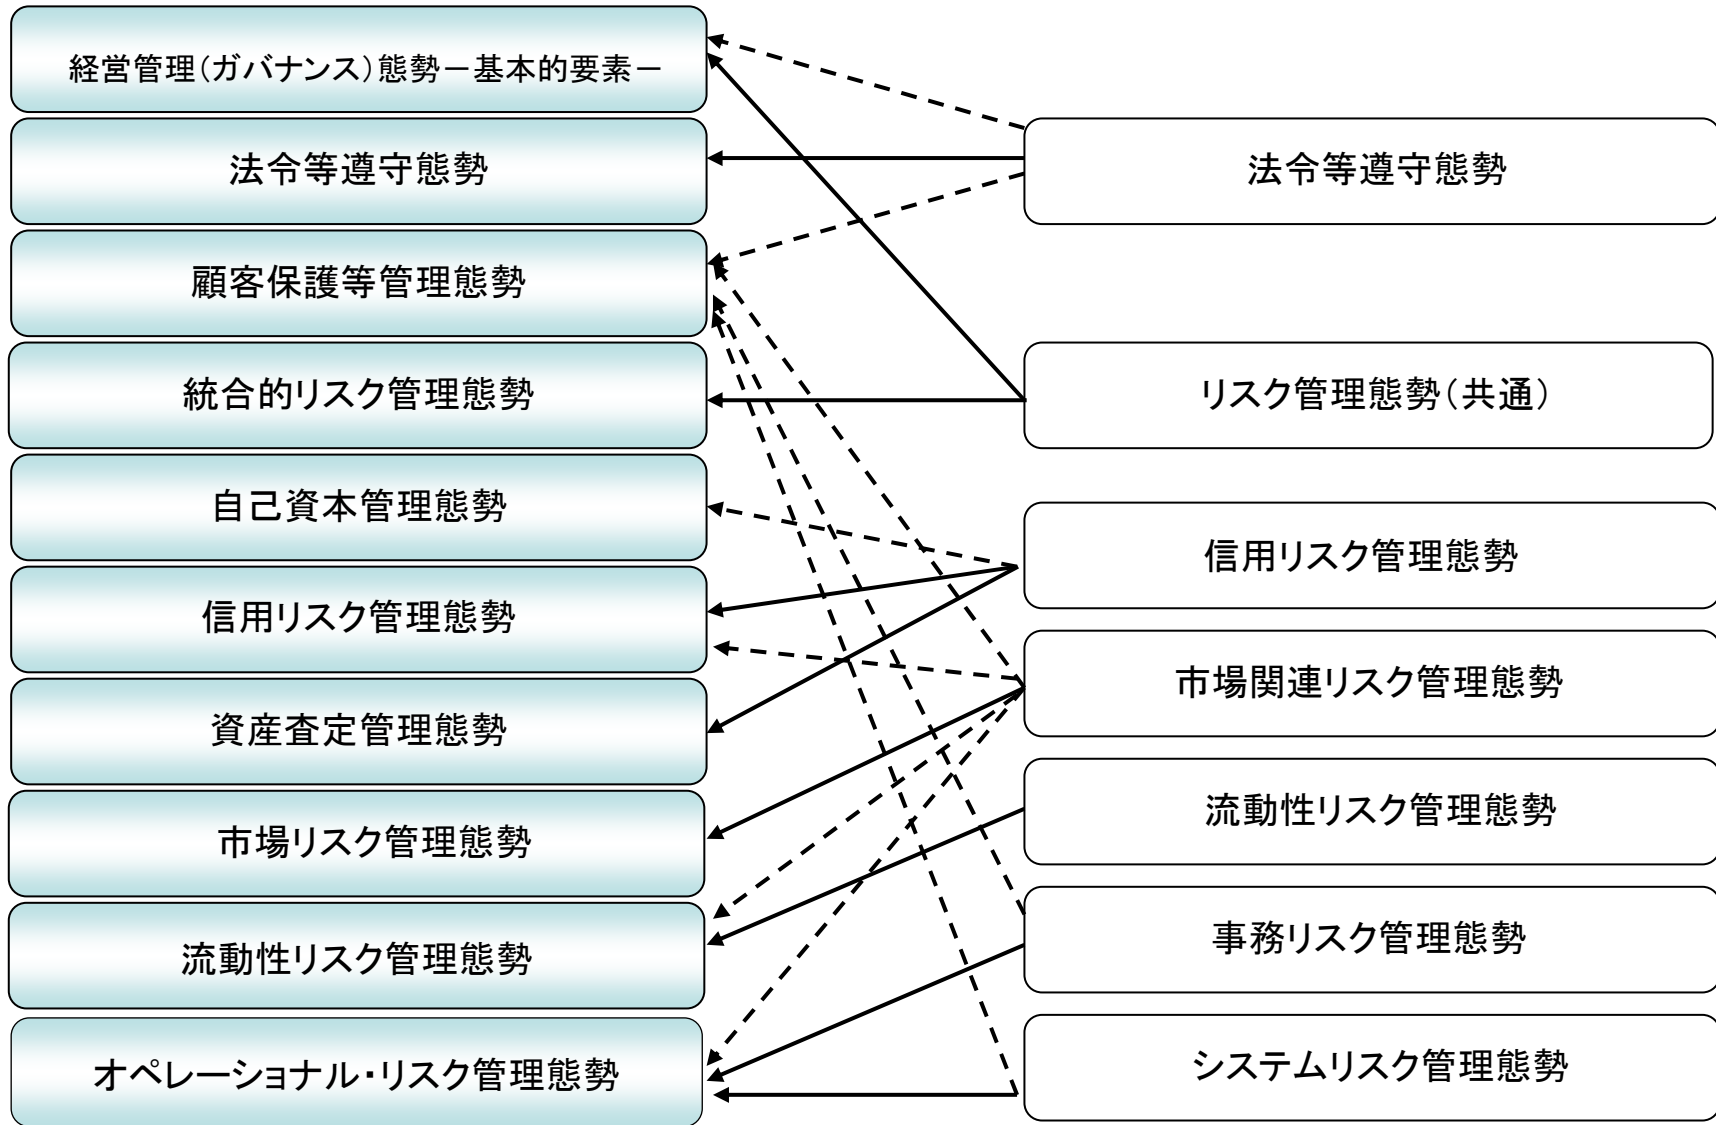 経営管理(ガバナンス)態勢－基本的要素－
法令等遵守態勢
顧客保護等管理態勢
統合的リスク管理態勢
自己資本管理態勢
信用リスク管理態勢
資産査定管理態勢
市場リスク管理態勢
流動性リスク管理態勢
オペレーショナル・リスク管理態勢
法令等遵守態勢
リスク管理態勢(共通)
信用リスク管理態勢
市場関連リスク管理態勢
流動性リスク管理態勢
事務リスク管理態勢
システムリスク管理態勢